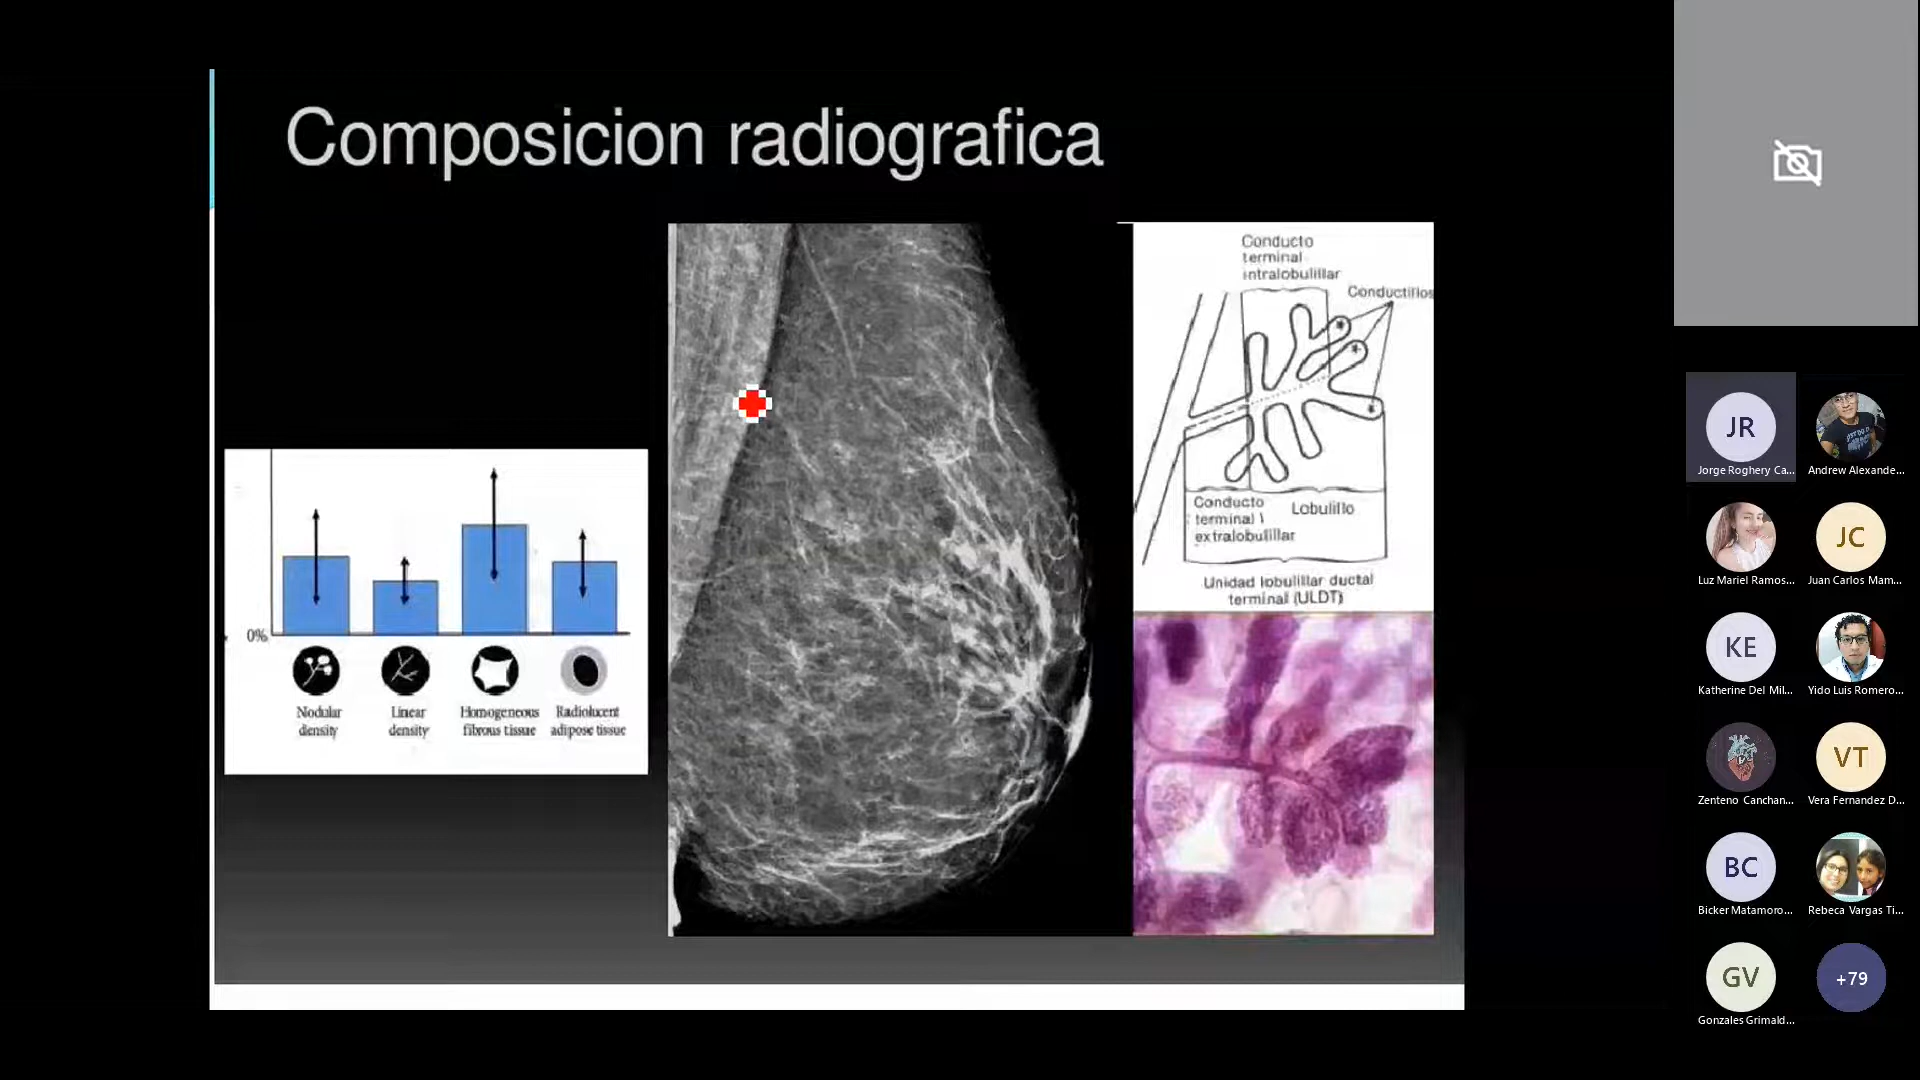 Composicion radiografica
0%
Nodular
density
Linear
density
Homogeneous
fibrous tissue
Radiolucent
adipose tissue
Conducto
terminal
intralobulillar
Conductillos
Conducto
terminal
extralobulillar
Lobulillo
Unidad lobulillar ductal
terminal (ULDT)
JR
Jorge Roghery Ca...
Andrew Alexande...
Luz Mariel Ramos...
JC
Juan Carlos Mam...
KE
Katherine Del Mil...
Yido Luis Romero...
Zenteno Canchan...
VT
Vera Fernandez D...
BC
Bicker Matamoro...
Rebeca Vargas Ti...
GV
Gonzales Grimald...
+79